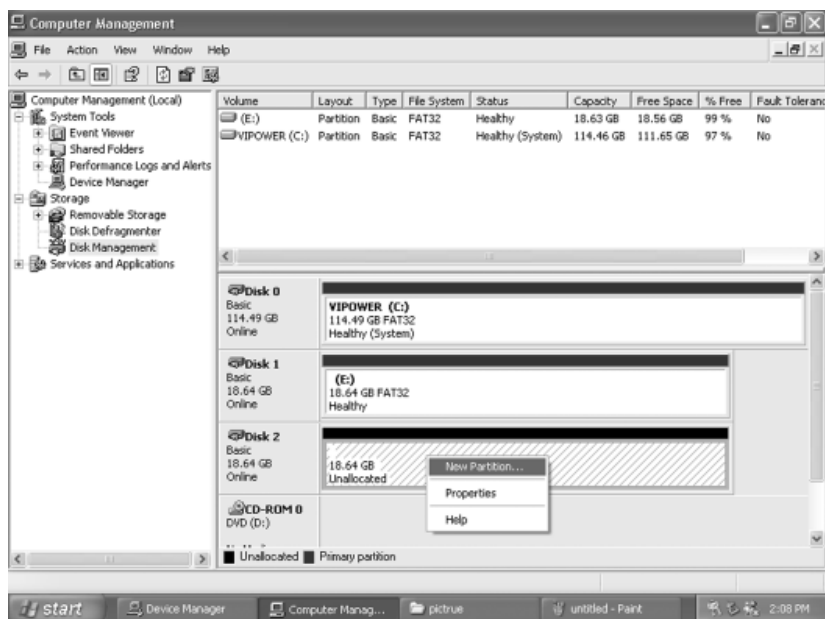 Computer Management
File Action View Window Help
Computer Management (Local)
System Tools
Event Viewer
Shared Folders
Performance Logs and Alerts
Device Manager
Storage
Removable Storage
Disk Defragmenter
Disk Management
Services and Applications
Volume Layout Type File System Status Capacity Free Space % Free Fault Toleranc
(E:) Partition Basic FAT32 Healthy 18.63 GB 18.56 GB 99 % No
VIPOWER (C:) Partition Basic FAT32 Healthy (System) 114.46 GB 111.65 GB 97 % No
Disk 0
Basic
114.49 GB
Online
VIPOWER (C:)
114.49 GB FAT32
Healthy (System)
Disk 1
Basic
18.64 GB
Online
(E:)
18.64 GB FAT32
Healthy
Disk 2
Basic
18.64 GB
Online
18.64 GB
Unallocated
New Partition...
Properties
Help
CD-ROM 0
DVD (D:)
Unallocated Primary partition
start Device Manager Computer Manag... pictrue untitled - Paint 2:08 PM